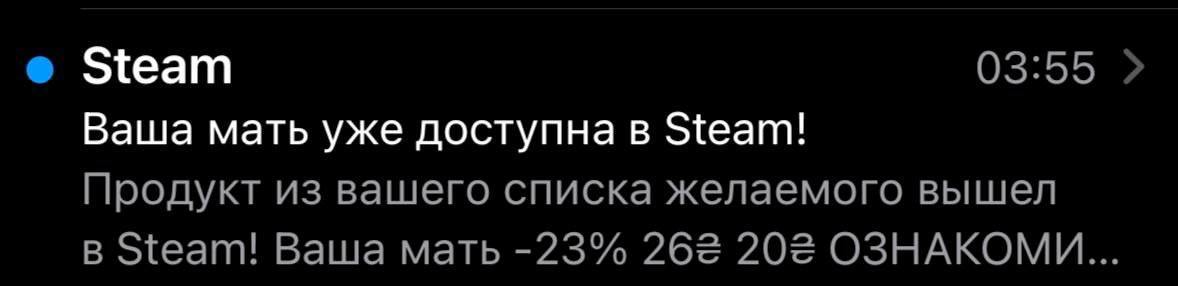 Steam
03:55
Ваша мать уже доступна в Steam!
Продукт из вашего списка желаемого вышел
в Steam! Ваша мать -23% 26₴ 20₴ ОЗНАКОМИ...